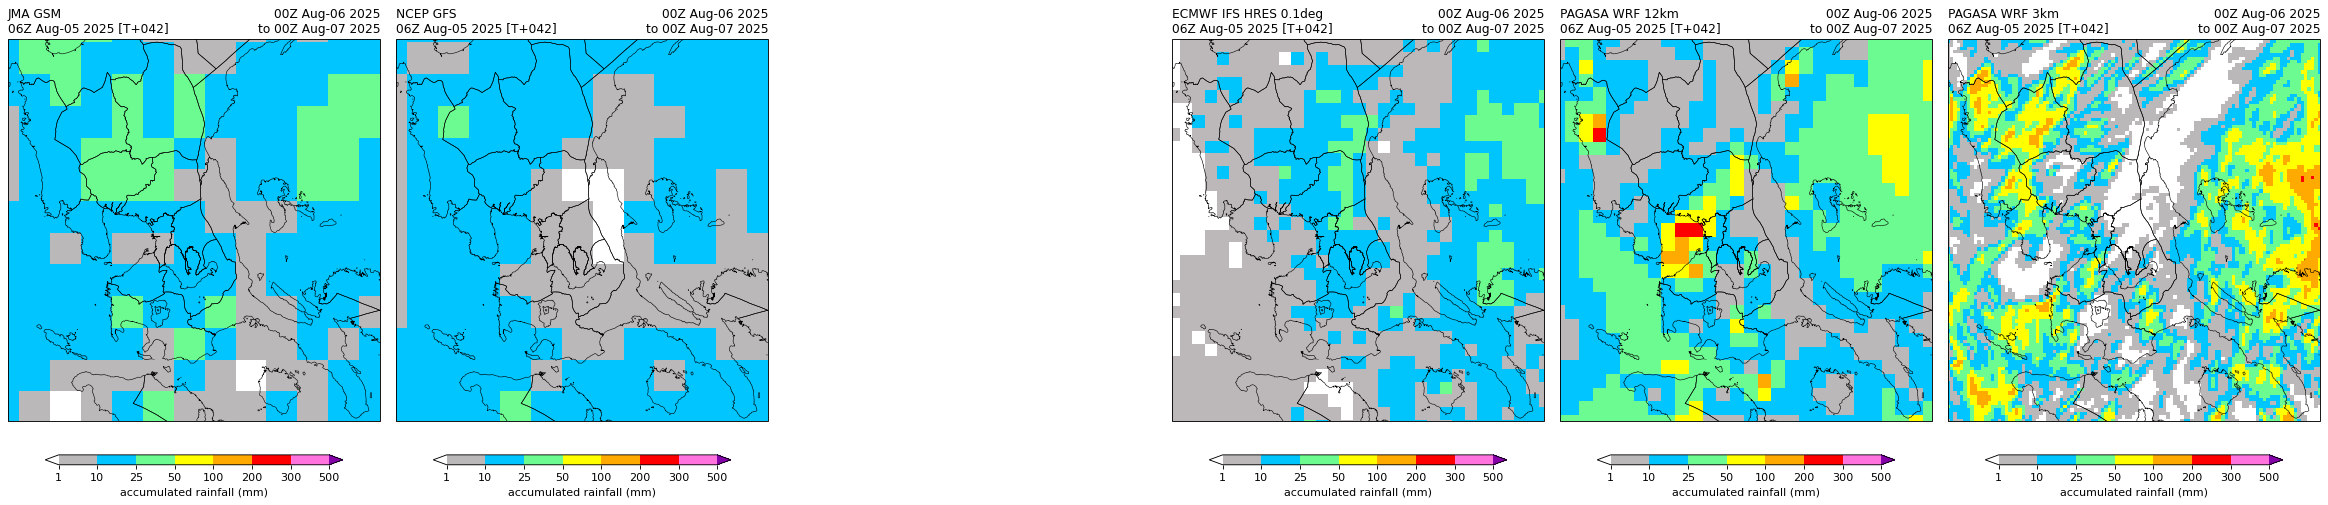 JMA GSM 00Z Aug-06 2025
06Z Aug-05 2025 [T+042] to 00Z Aug-07 2025
1 10 25 50 100 200 300 500
accumulated rainfall (mm)
NCEP GFS 00Z Aug-06 2025
06Z Aug-05 2025 [T+042] to 00Z Aug-07 2025
1 10 25 50 100 200 300 500
accumulated rainfall (mm)
ECMWF IFS HRES 0.1deg 00Z Aug-06 2025
06Z Aug-05 2025 [T+042] to 00Z Aug-07 2025
1 10 25 50 100 200 300 500
accumulated rainfall (mm)
PAGASA WRF 12km 00Z Aug-06 2025
06Z Aug-05 2025 [T+042] to 00Z Aug-07 2025
1 10 25 50 100 200 300 500
accumulated rainfall (mm)
PAGASA WRF 3km 00Z Aug-06 2025
06Z Aug-05 2025 [T+042] to 00Z Aug-07 2025
1 10 25 50 100 200 300 500
accumulated rainfall (mm)